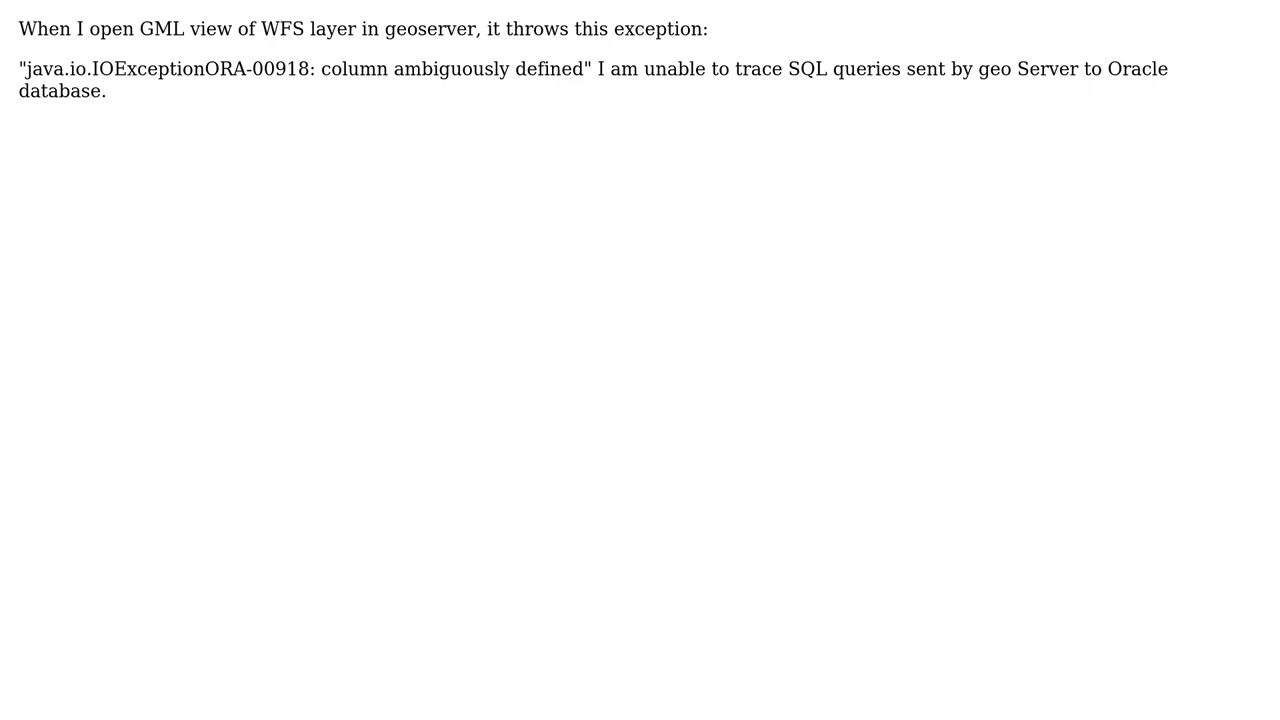 When I open GML view of WFS layer in geoserver, it throws this exception:
"java.io.IOExceptionORA-00918: column ambiguously defined" I am unable to trace SQL queries sent by geo Server to Oracle
database.